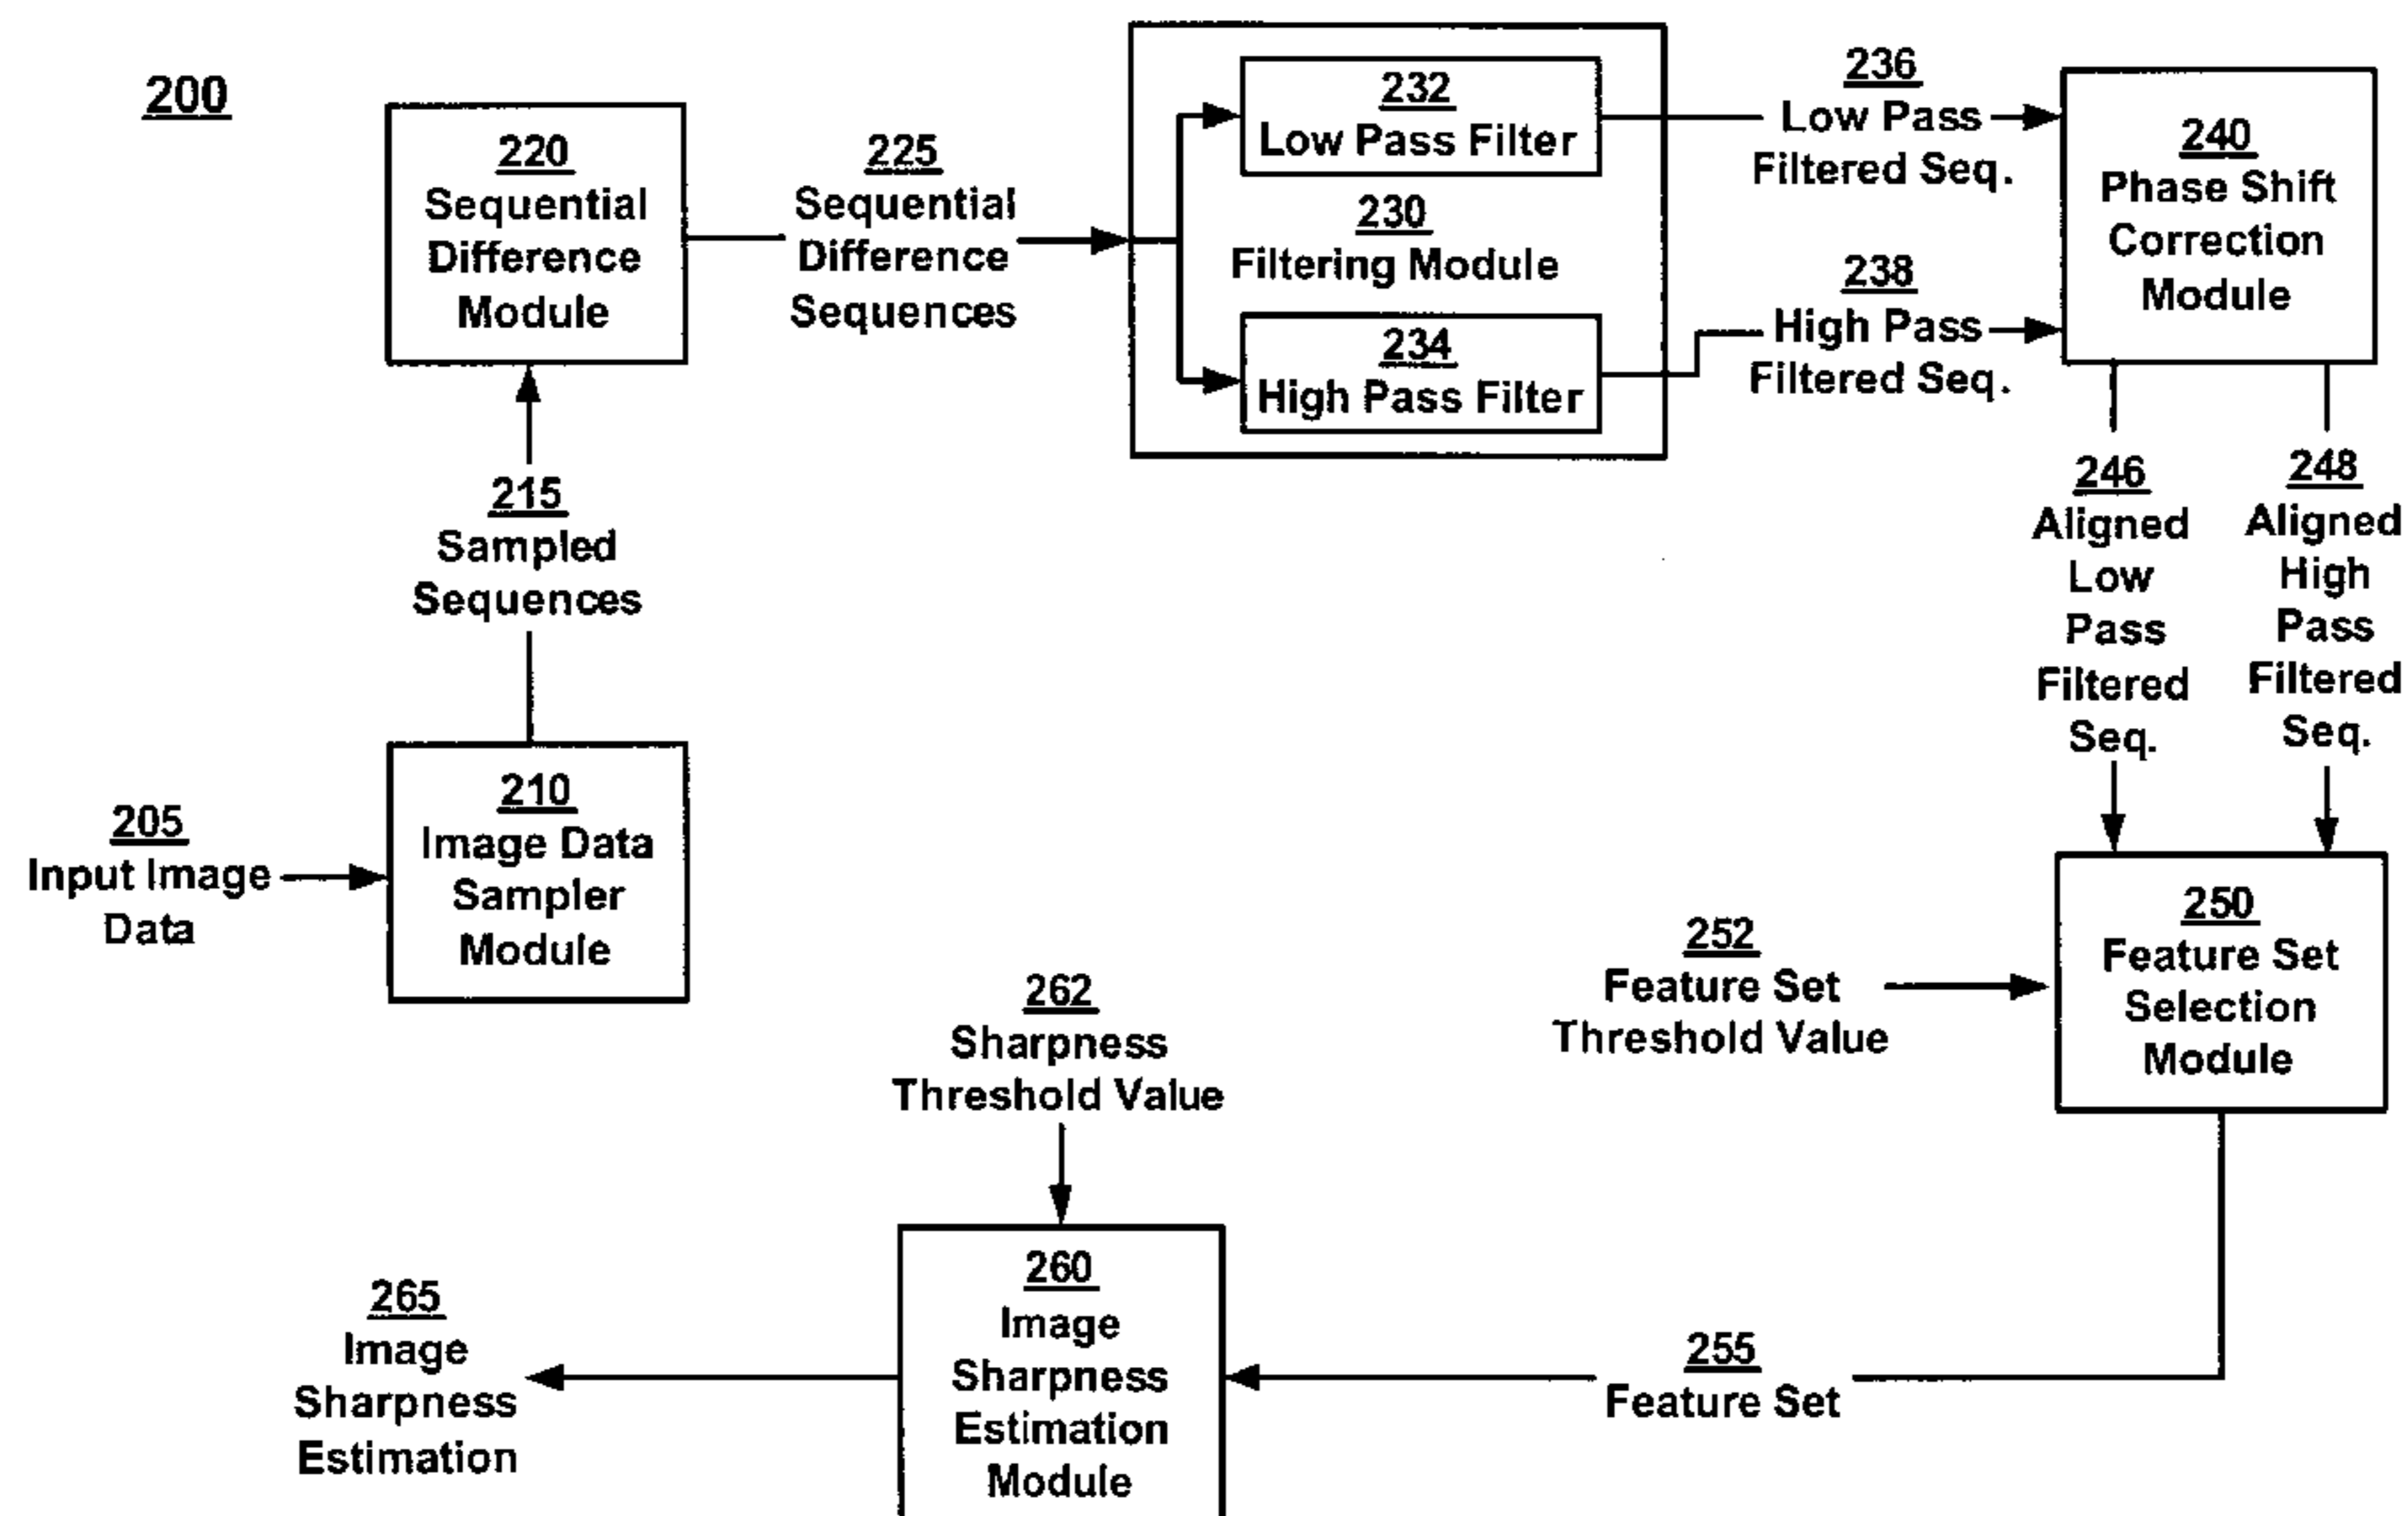 200
220
Sequential
Difference
Module
225
Sequential
Difference
Sequences
232
Low Pass Filter
230
Filtering Module
234
High Pass Filter
236
Low Pass
Filtered Seq.
238
High Pass
Filtered Seq.
240
Phase Shift
Correction
Module
215
Sampled
Sequences
246
Aligned
Low
Pass
Filtered
Seq.
248
Aligned
High
Pass
Filtered
Seq.
205
Input Image
Data
210
Image Data
Sampler
Module
252
Feature Set
Threshold Value
250
Feature Set
Selection
Module
262
Sharpness
Threshold Value
265
Image
Sharpness
Estimation
260
Image
Sharpness
Estimation
Module
255
Feature Set